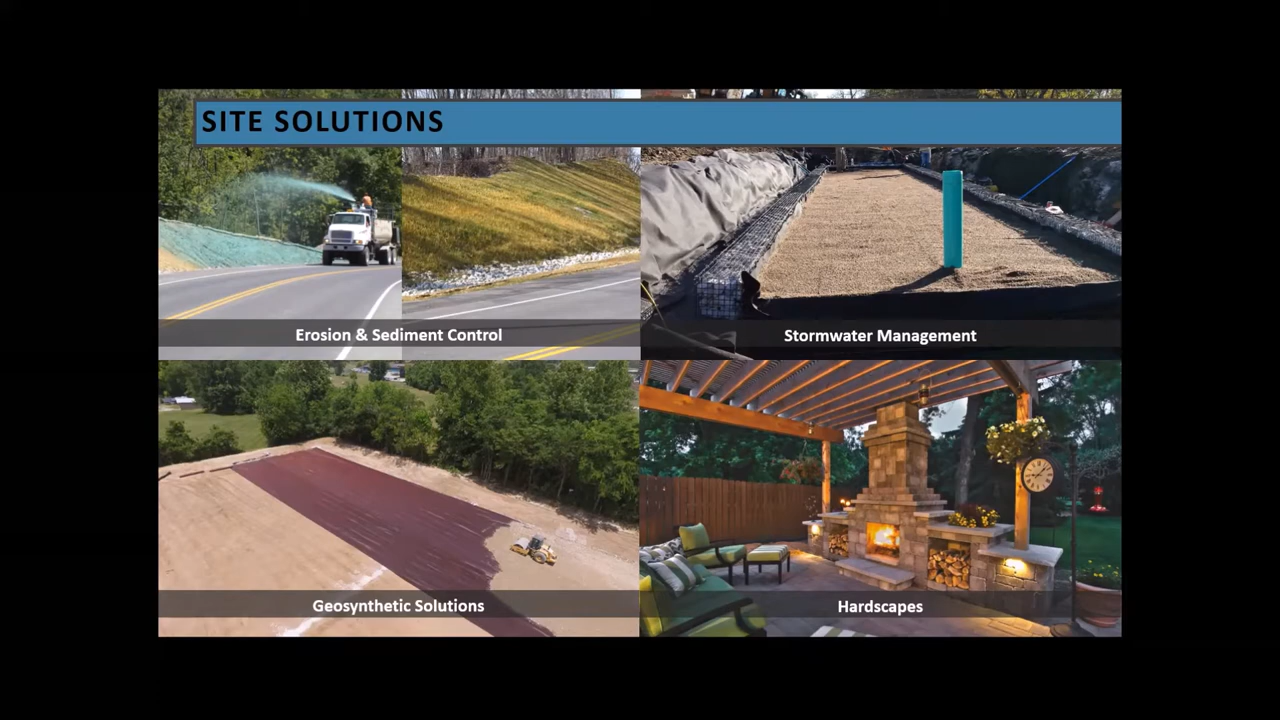 SITE SOLUTIONS
Erosion & Sediment Control
Stormwater Management
Geosynthetic Solutions
Hardscapes